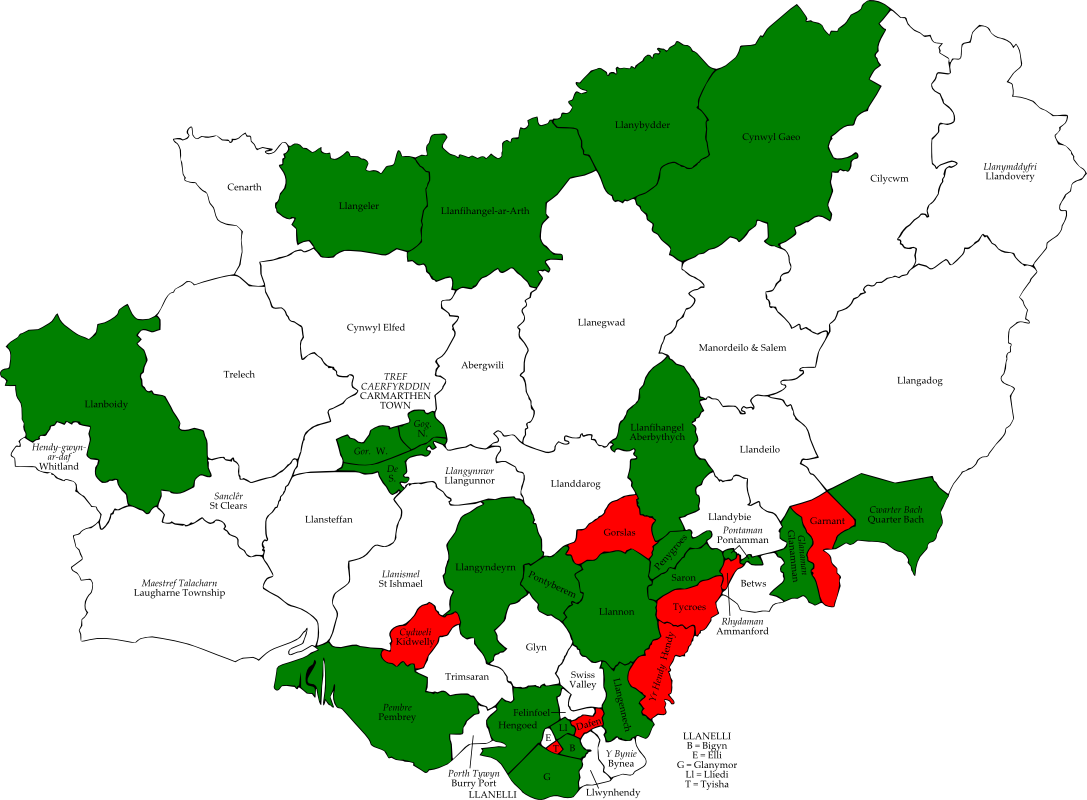 Llanybydder
Cynwyl Gaeo
Cilycwm
Llanymddyfri
Llandovery
Cenarth
Llangeler
Llanfihangel-ar-Arth
Llanegwad
Cynwyl Elfed
Abergwili
Manordeilo & Salem
Trelech
Llangadog
TREF
CAERFYRDDIN
CARMARTHEN
TOWN
Llanboidy
Gog.
N.
Gor. W.
De
S.
Llanfihangel
Aberbythych
Llandeilo
Hendy-gwyn-
ar-daf
Whitland
Llangynnwr
Llangunnor
Llanddarog
Sanclêr
St Clears
Llansteffan
Llandybie
Pontaman
Pontamman
Cwarter Bach
Quarter Bach
Garnant
Gorslas
Glanaman
Glanamman
Penygroes
Llangyndeyrn
Pontyberem
Saron
Betws
Llanismel
St Ishmael
Maestref Talacharn
Laugharne Township
Llannon
Tycroes
Rhydaman
Ammanford
Cydweli
Kidwelly
Glyn
Yr Hendy Hendy
Trimsaran
Swiss
Valley
Llangennech
Pembre
Pembrey
Felinfoel
Hengoed
Ll
Dafen
E
T
B
G
Y Bynie
Bynea
Porth Tywyn
Burry Port
LLANELLI
Llwynhendy
LLANELLI
B = Bigyn
E = Elli
G = Glanymor
Ll = Lliedi
T = Tyisha